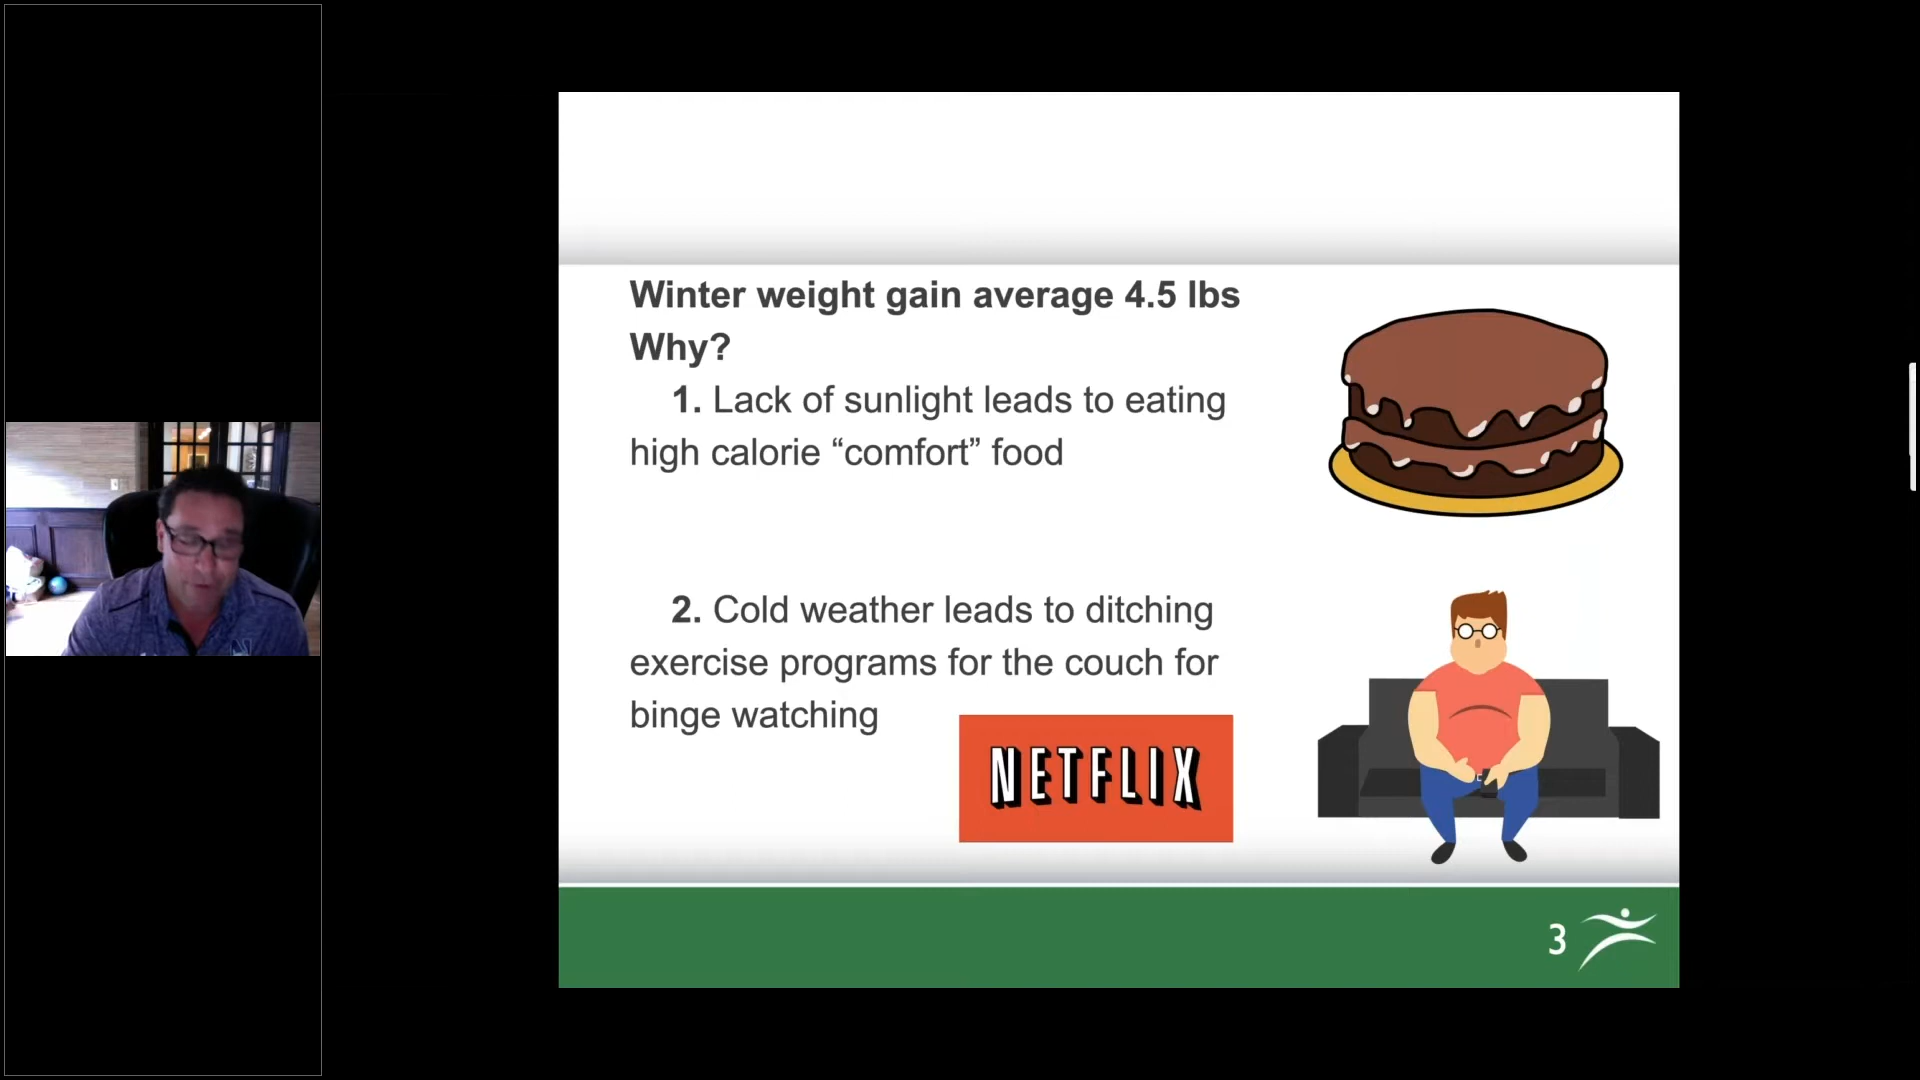 Winter weight gain average 4.5 lbs
Why?
1. Lack of sunlight leads to eating
high calorie “comfort” food
2. Cold weather leads to ditching
exercise programs for the couch for
binge watching
NETFLIX
3